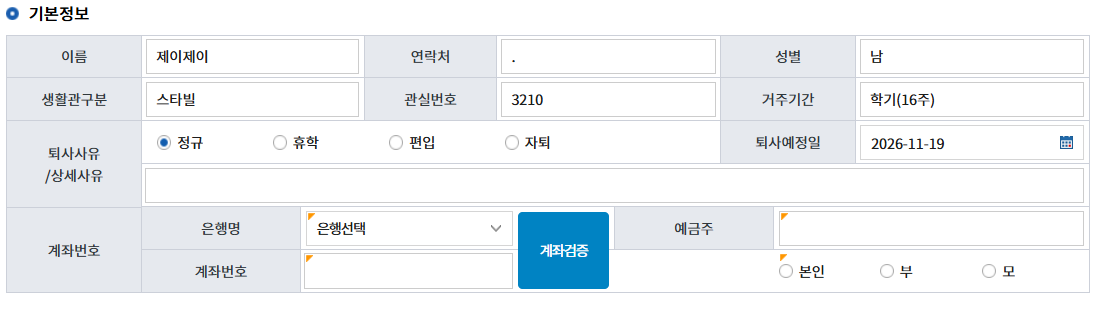 기본정보
이름 제이제이 연락처 . 성별 남
생활관구분 스타빌 관실번호 3210 거주기간 학기(16주)
퇴사사유
/상세사유
정규 휴학 편입 자퇴 퇴사예정일 2026-11-19
계좌번호
은행명 은행선택 계좌검증 예금주
계좌번호 본인 부 모